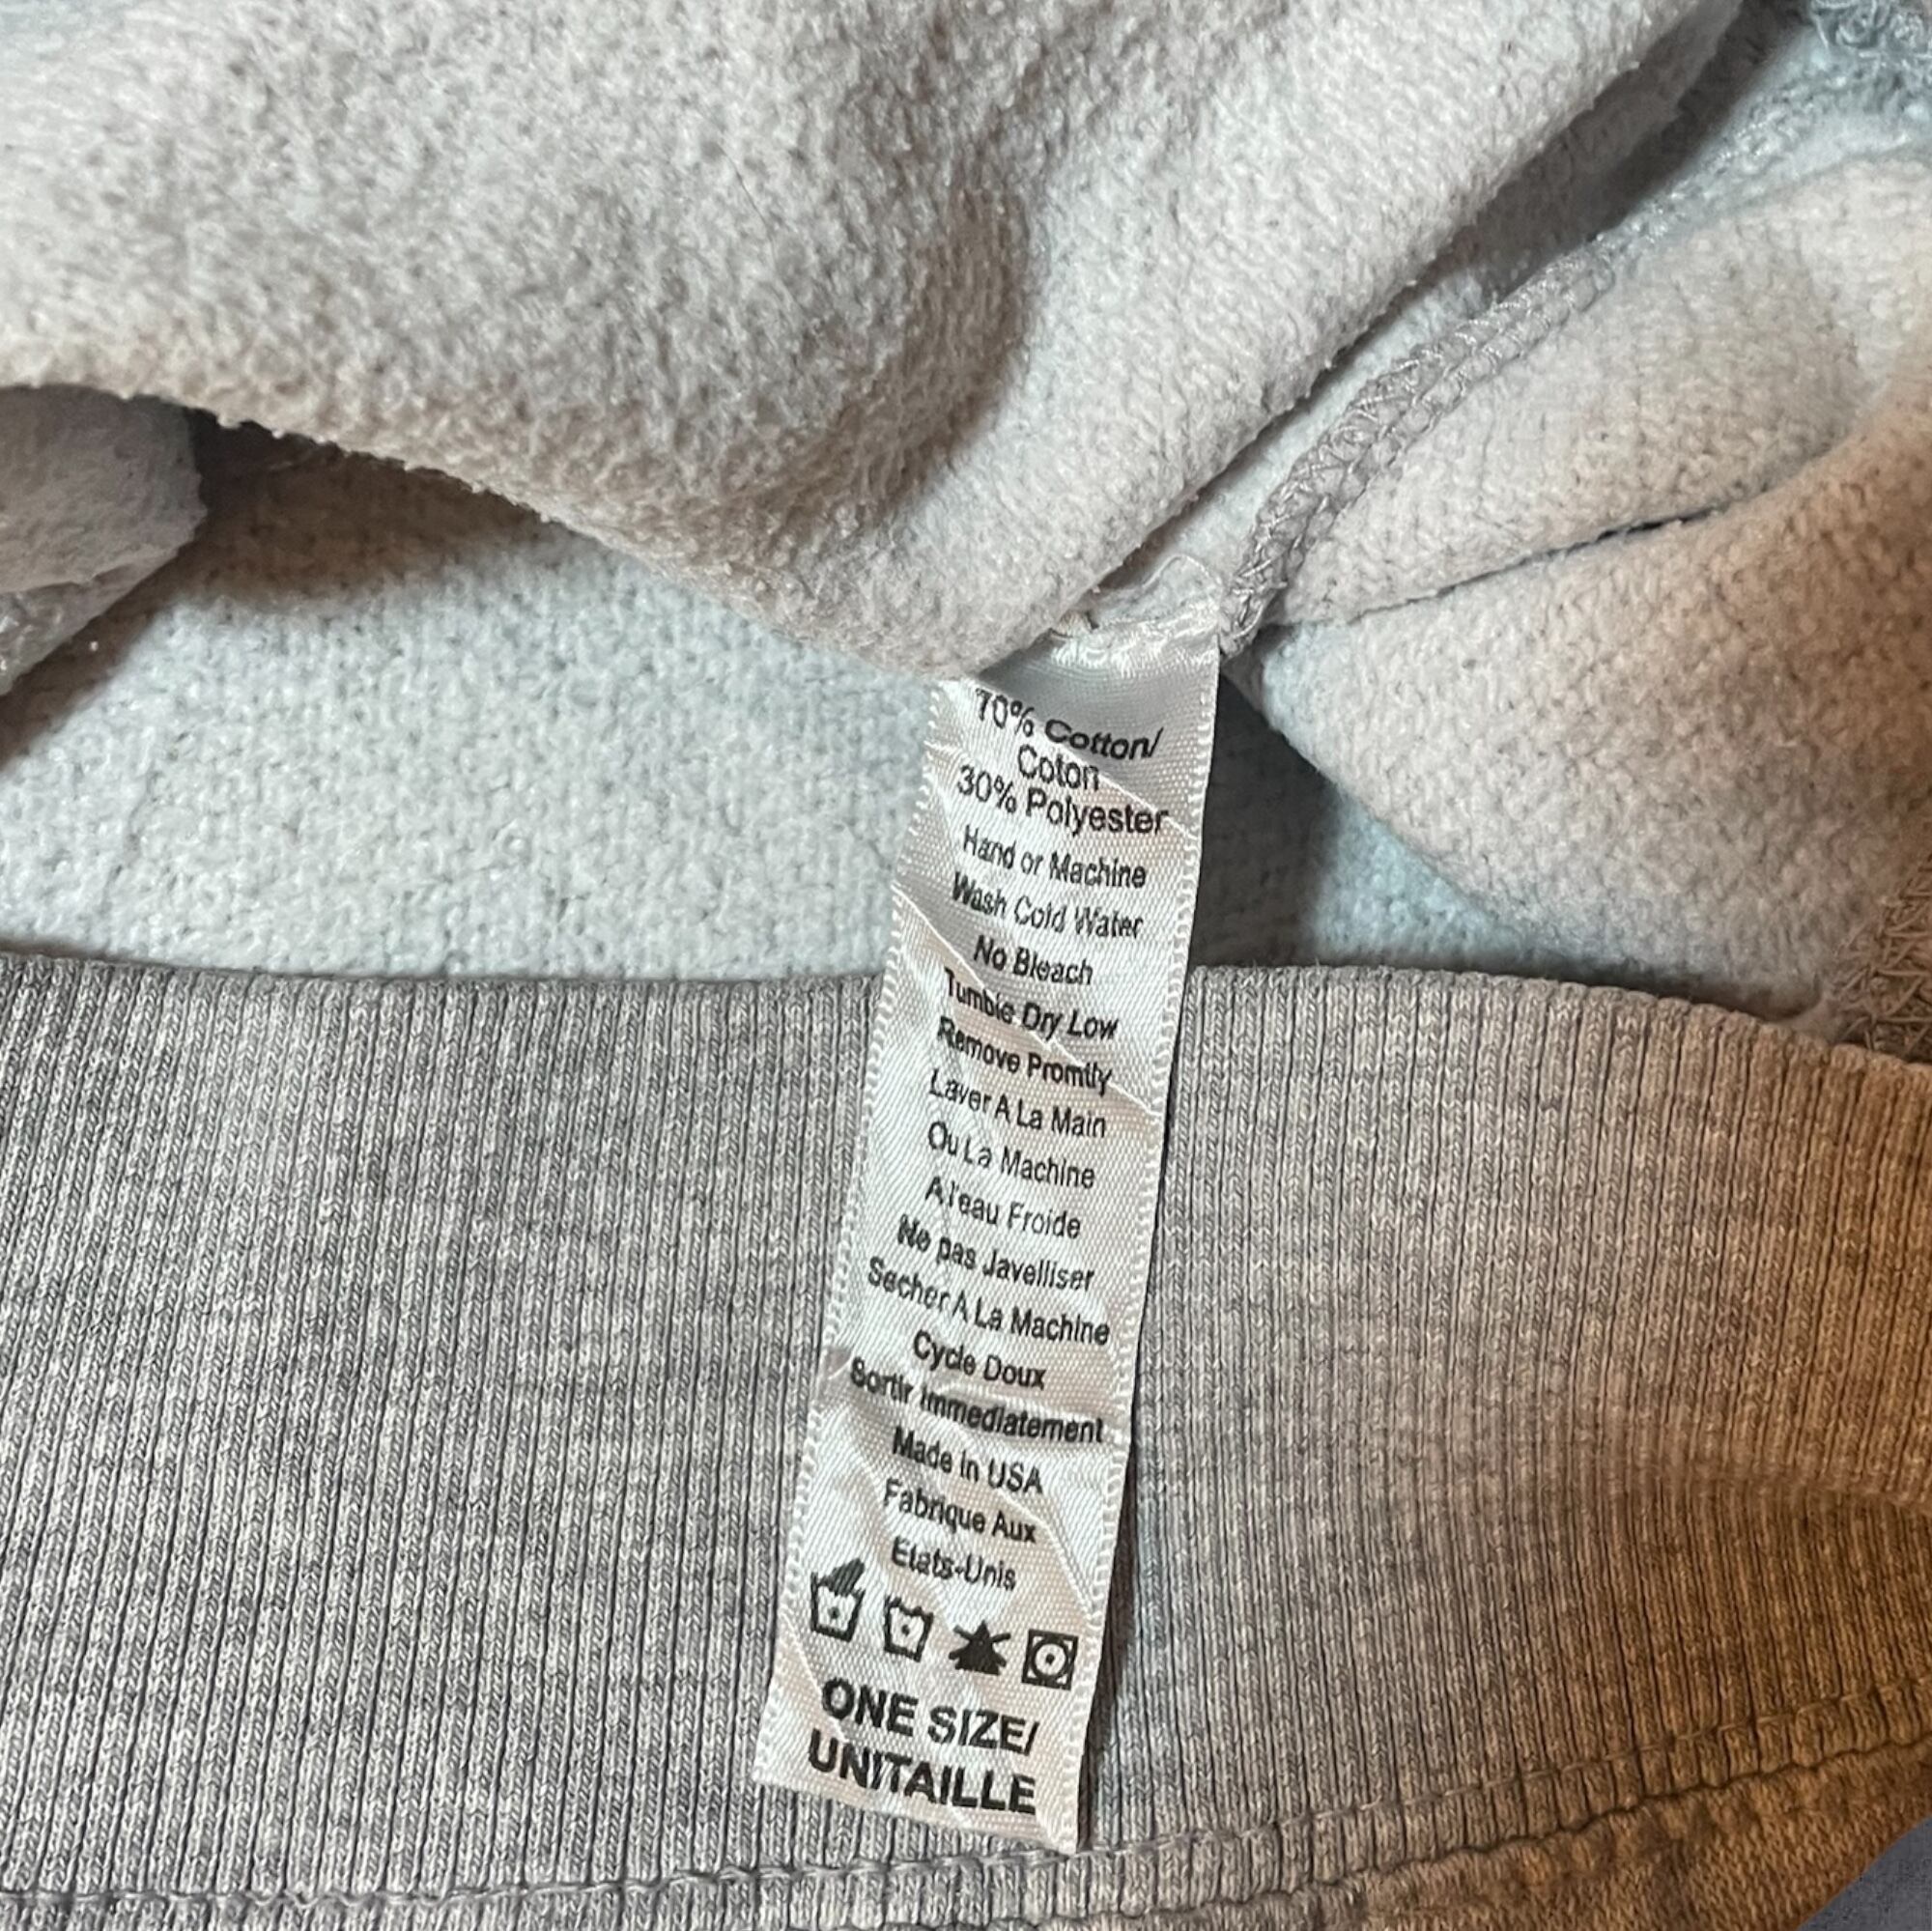 70% Cotton/
Coton
30% Polyester
Hand or Machine
Wash Cold Water
No Bleach
Tumble Dry Low
Remove Promtly
Laver A La Main
Ou La Machine
A l'eau Froide
Ne pas Javelliser
Secher A La Machine
Cycle Doux
Sortir Immediatement
Made in USA
Fabrique Aux
Etats-Unis
ONE SIZE/
UNITAILLE